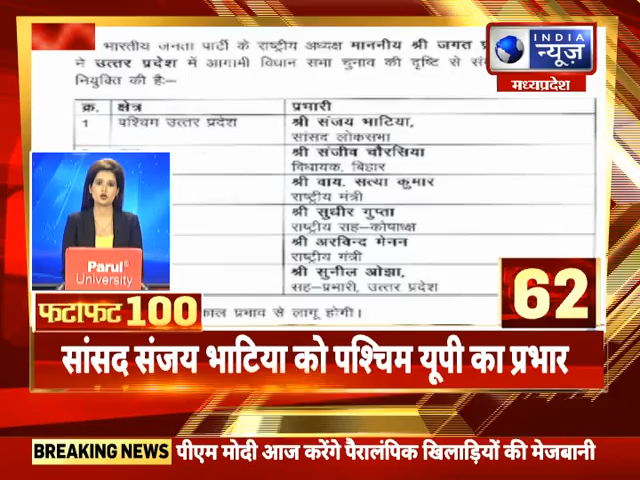 भारतीय जनता पार्टी के राष्ट्रीय अध्यक्ष माननीय श्री जगत
ने उत्तर प्रदेश में आगामी विधान सभा चुनाव की दृष्टि से
नियुक्ति की है:-
INDIA
न्यूज़
मध्यप्रदेश
क्र. क्षेत्र प्रभारी
1 पश्चिम उत्तर प्रदेश श्री संजय भाटिया,
सांसद लोकसभा
श्री संजीव चौरसिया
विधायक, बिहार
श्री वाय. सत्या कुमार
राष्ट्रीय मंत्री
श्री सुधीर गुप्ता
राष्ट्रीय सह-कोषाध्यक्ष
श्री अरविन्द मेनन
राष्ट्रीय मंत्री
श्री सुनील ओझा,
सह-प्रभारी, उत्तर प्रदेश
प्रभाव से लागू होगी।
Parul
University
फटाफट 100
62
सांसद संजय भाटिया को पश्चिम यूपी का प्रभार
BREAKING NEWS पीएम मोदी आज करेंगे पैरालंपिक खिलाड़ियों की मेजबानी